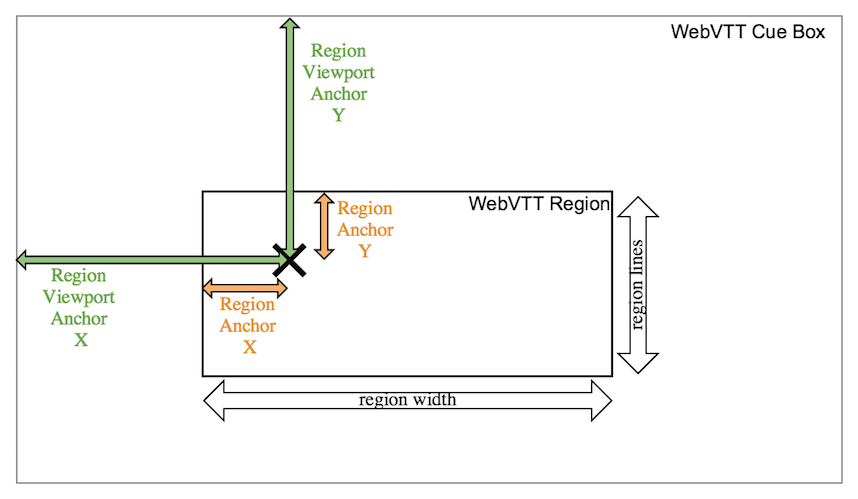 WebVTT Cue Box
Region
Viewport
Anchor
Y
WebVTT Region
Region
Anchor
Y
Region
Viewport
Anchor
X
Region
Anchor
X
region lines
region width